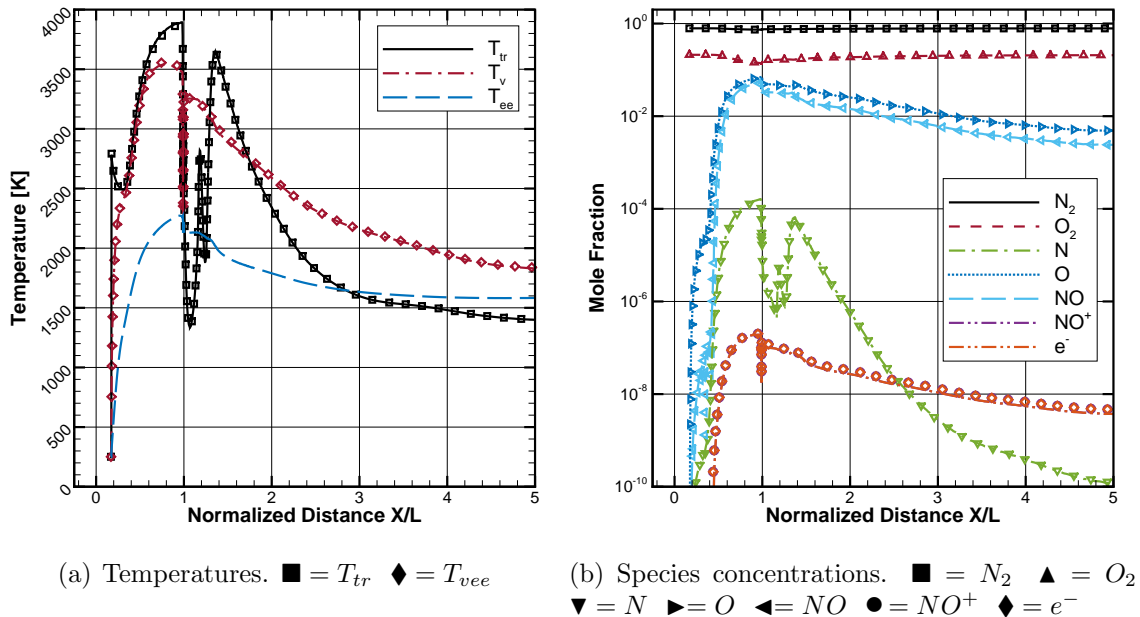 4000
3500
3000
2500
2000
1500
1000
500
0
Temperature [K]
0 1 2 3 4 5
Normalized Distance X/L
T_tr
T_v
T_ee
10^0
10^-2
10^-4
10^-6
10^-8
10^-10
Mole Fraction
0 1 2 3 4 5
Normalized Distance X/L
N_2
O_2
N
O
NO
NO^+
e^-
(a) Temperatures. ■ = T_tr ♦ = T_vee
(b) Species concentrations. ■ = N_2 ▲ = O_2
▼ = N ►= O ◄= NO ● = NO^+ ♦ = e^−